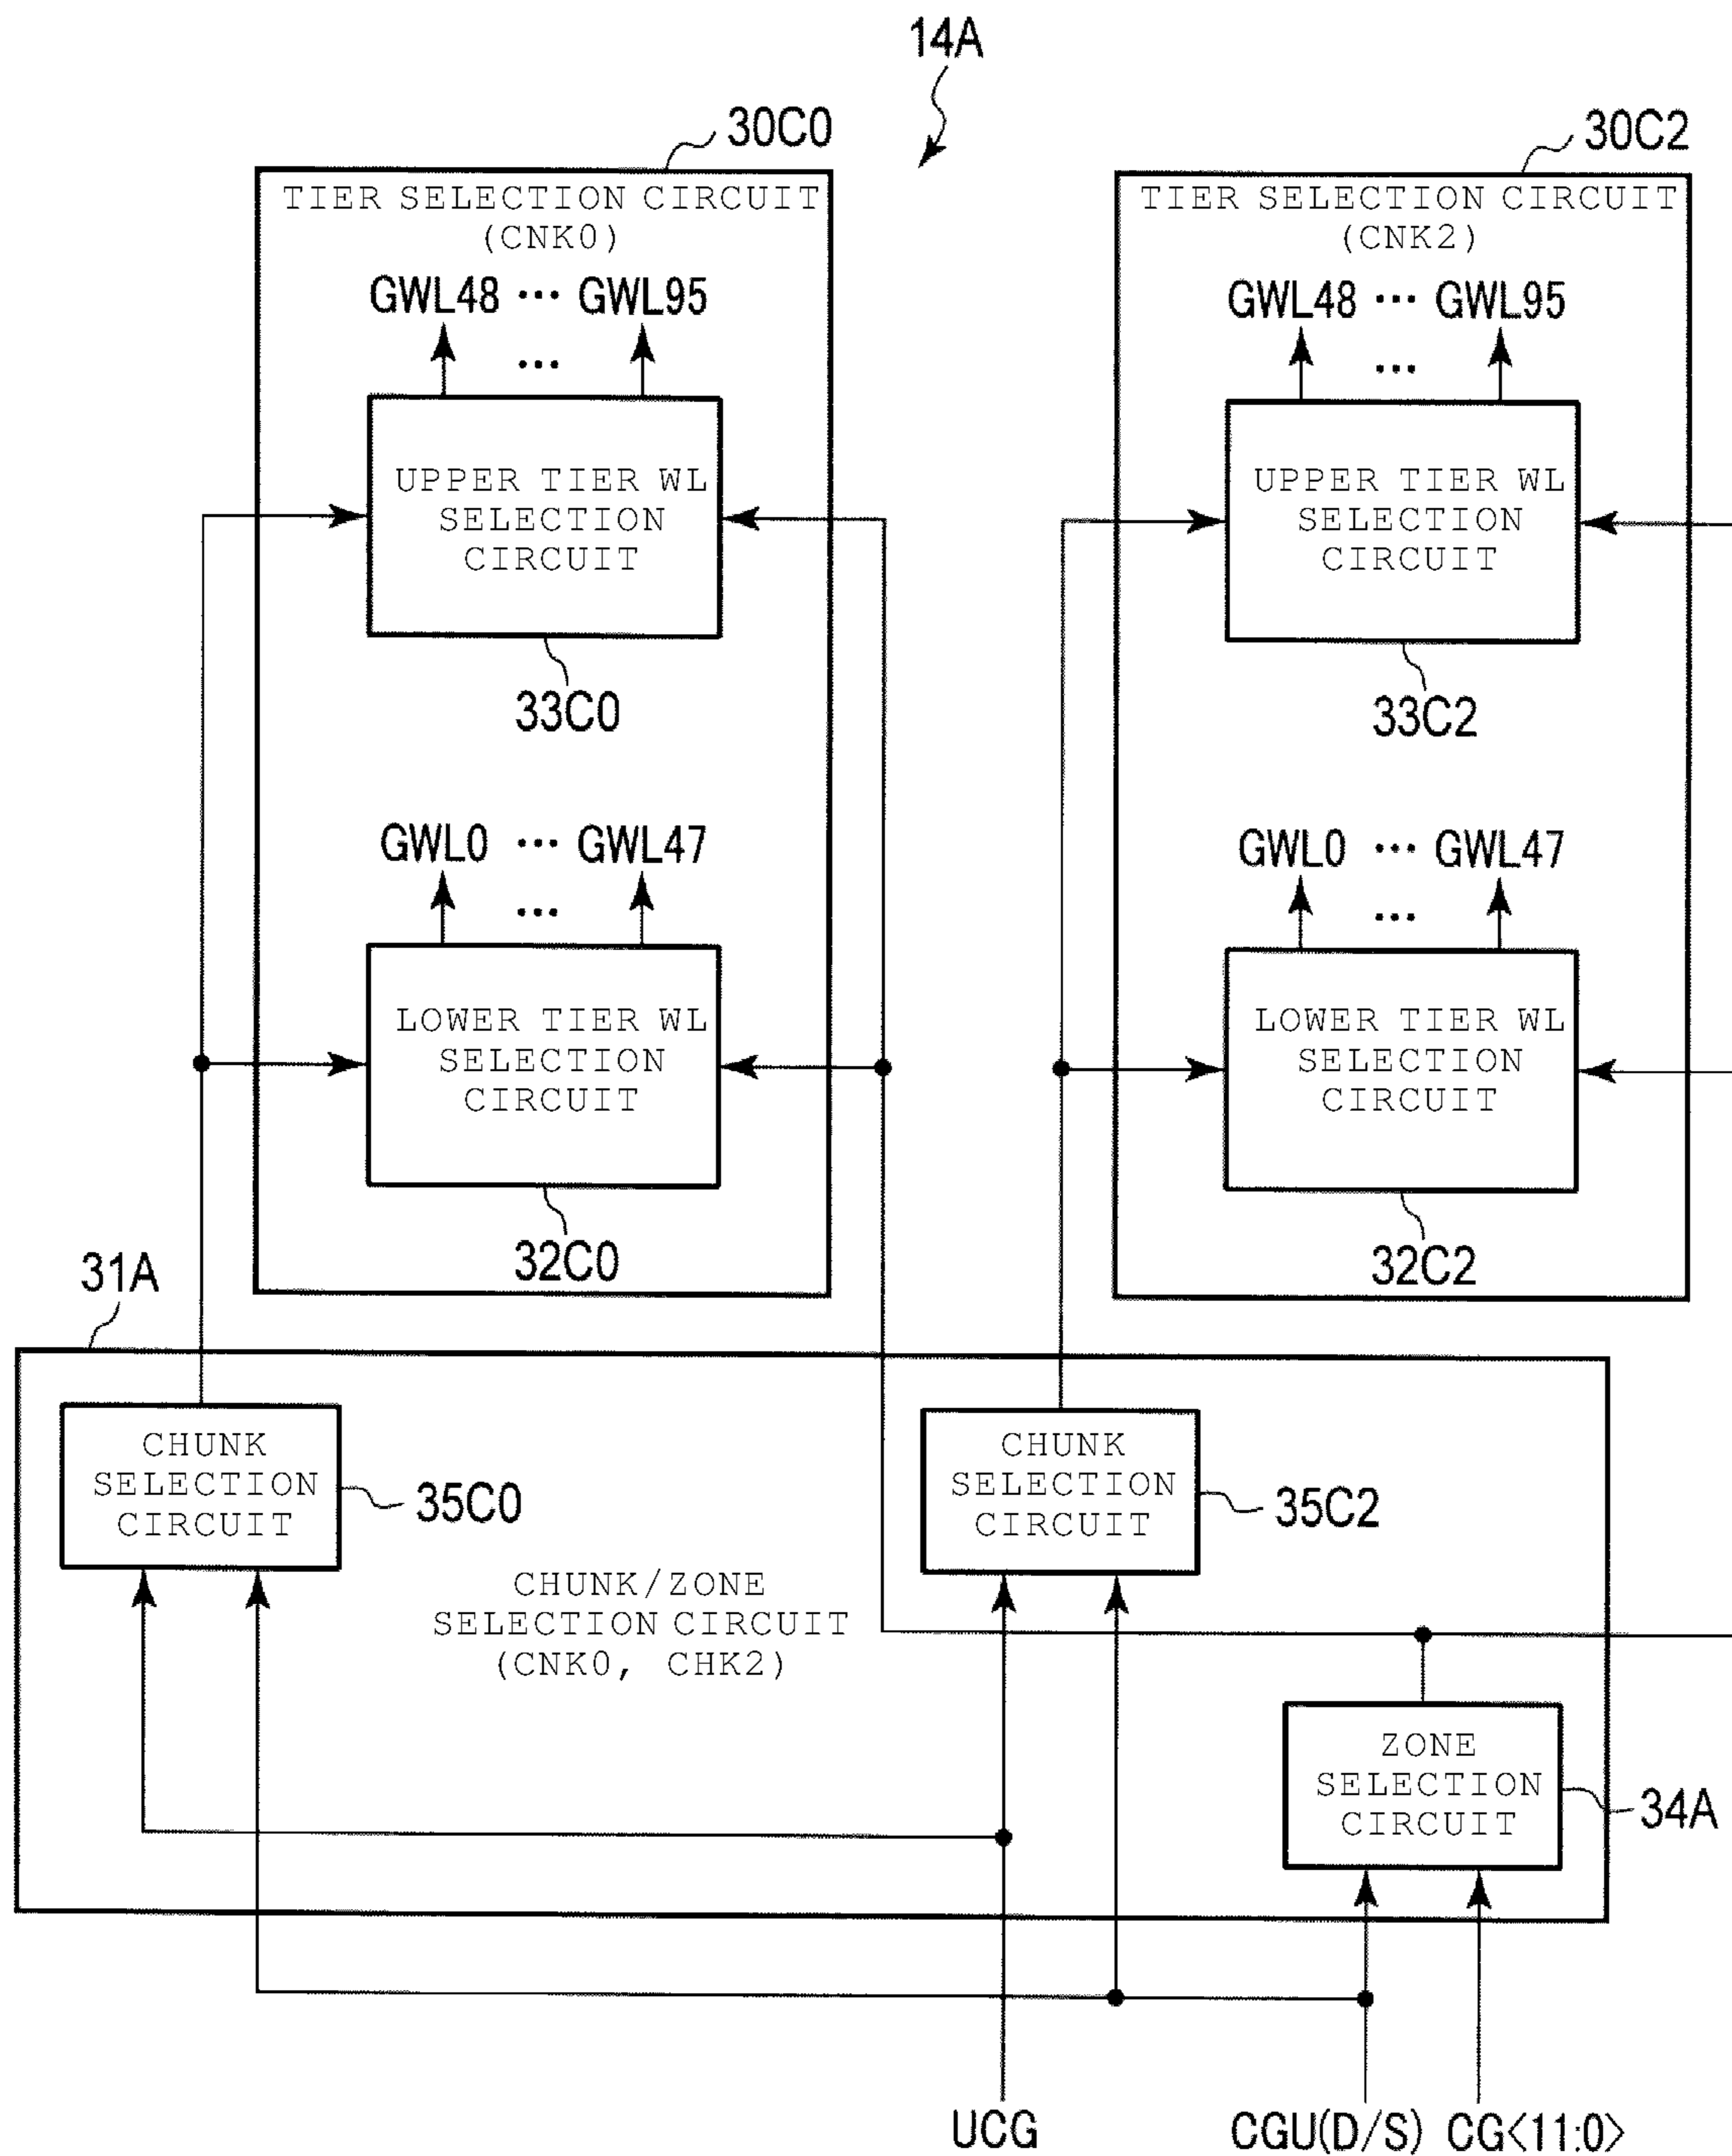 14A
30C0
30C2
TIER SELECTION CIRCUIT
(CNK0)
TIER SELECTION CIRCUIT
(CNK2)
GWL48 ... GWL95
...
GWL48 ... GWL95
...
UPPER TIER WL
SELECTION
CIRCUIT
UPPER TIER WL
SELECTION
CIRCUIT
33C0
33C2
GWL0 ... GWL47
...
GWL0 ... GWL47
...
LOWER TIER WL
SELECTION
CIRCUIT
LOWER TIER WL
SELECTION
CIRCUIT
32C0
32C2
31A
CHUNK
SELECTION
CIRCUIT
35C0
CHUNK
SELECTION
CIRCUIT
35C2
CHUNK/ZONE
SELECTION CIRCUIT
(CNK0, CHK2)
ZONE
SELECTION
CIRCUIT
34A
UCG
CGU(D/S)
CG<11:0>